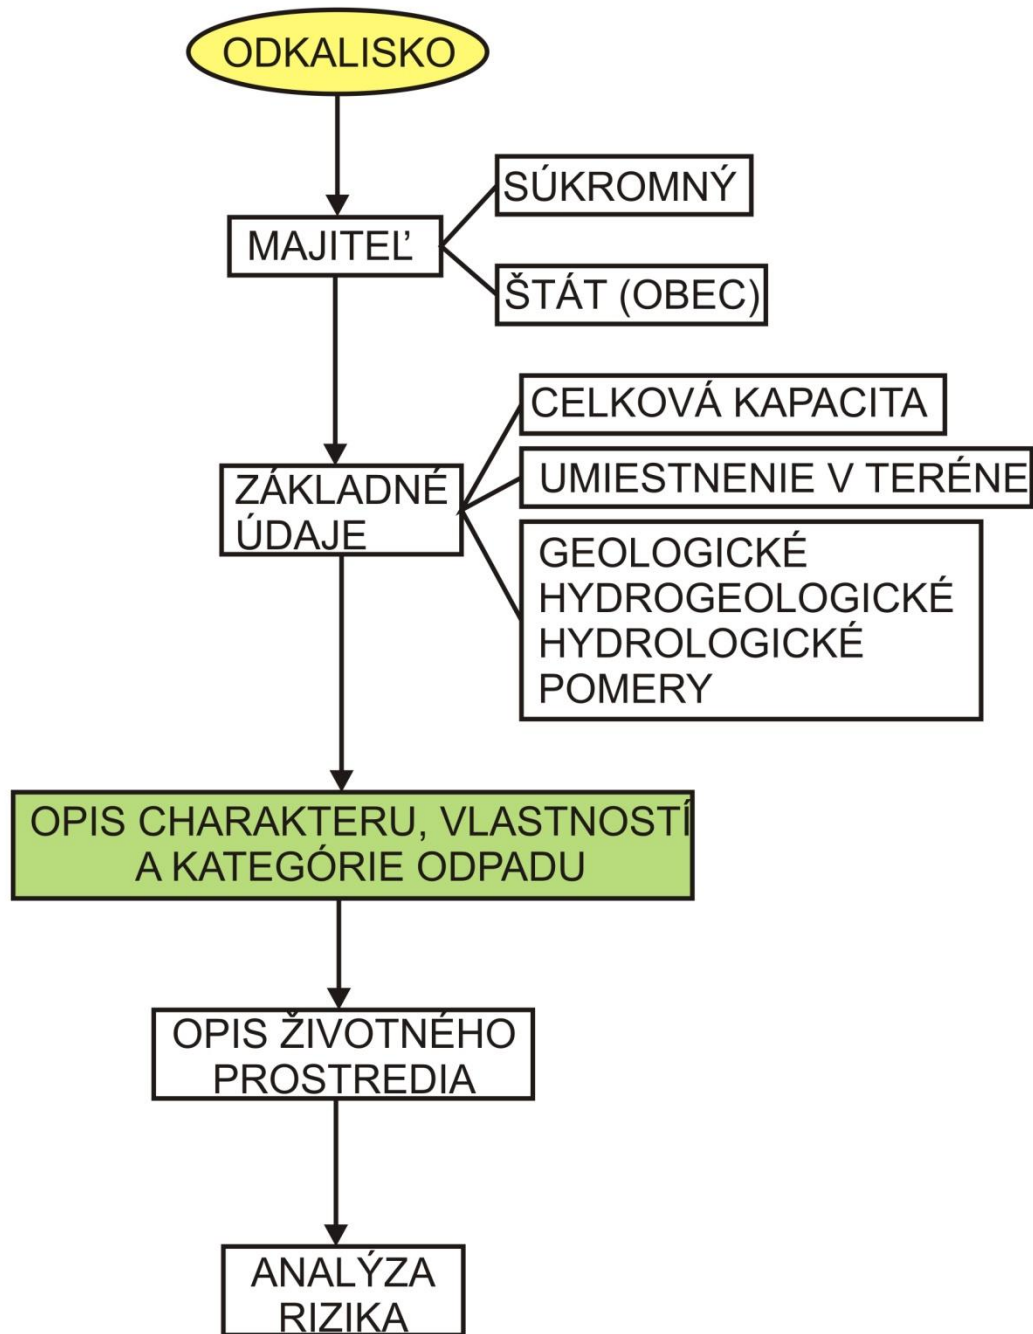 ODKALISKO
SÚKROMNÝ
MAJITEĽ
ŠTÁT (OBEC)
CELKOVÁ KAPACITA
UMIESTNENIE V TERÉNE
ZÁKLADNÉ
ÚDAJE
GEOLOGICKÉ
HYDROGEOLOGICKÉ
HYDROLOGICKÉ
POMERY
OPIS CHARAKTERU, VLASTNOSTÍ
A KATEGÓRIE ODPADU
OPIS ŽIVOTNÉHO
PROSTREDIA
ANALÝZA
RIZIKA